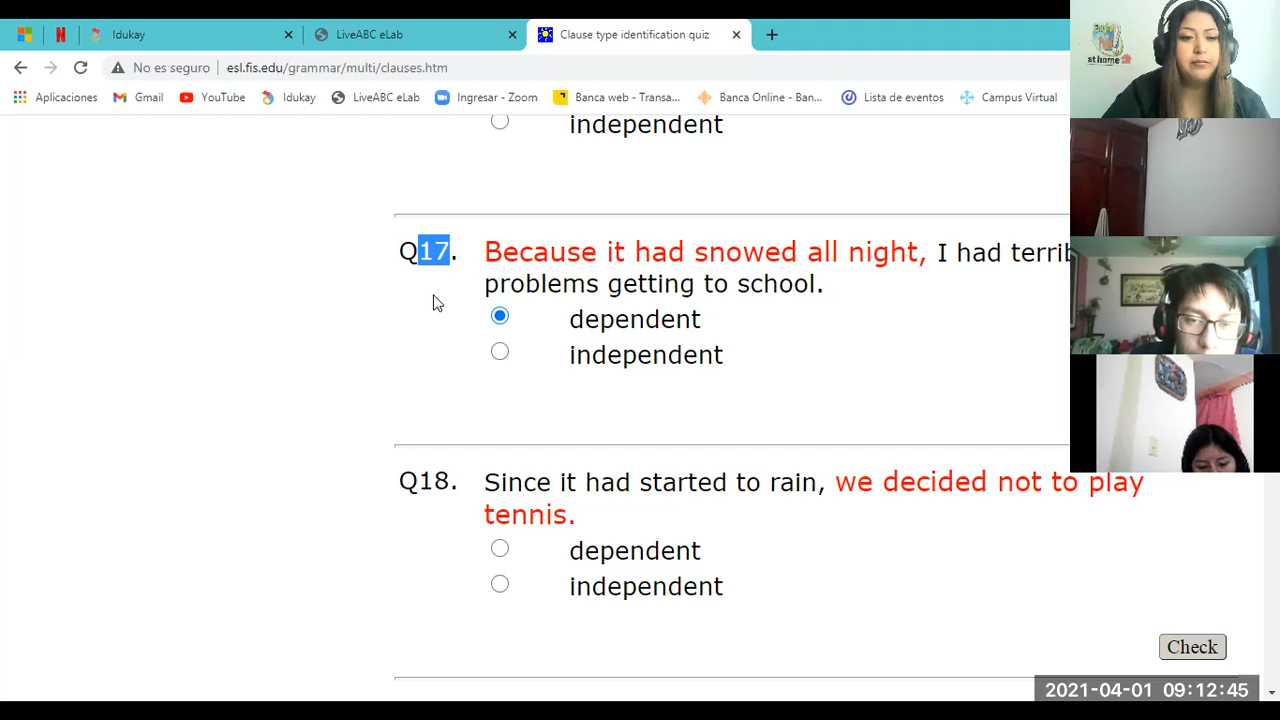 Idukay
LiveABC eLab
Clause type identification quiz
No es seguro esl.fis.edu/grammar/multi/clauses.htm
Aplicaciones Gmail YouTube Idukay LiveABC eLab Ingresar - Zoom Banca web - Transa... Banca Online - Ban... Lista de eventos Campus Virtual
at home
independent
Q17. Because it had snowed all night, I had terrib
problems getting to school.
dependent
independent
Q18. Since it had started to rain, we decided not to play
tennis.
dependent
independent
Check
2021-04-01 09:12:45